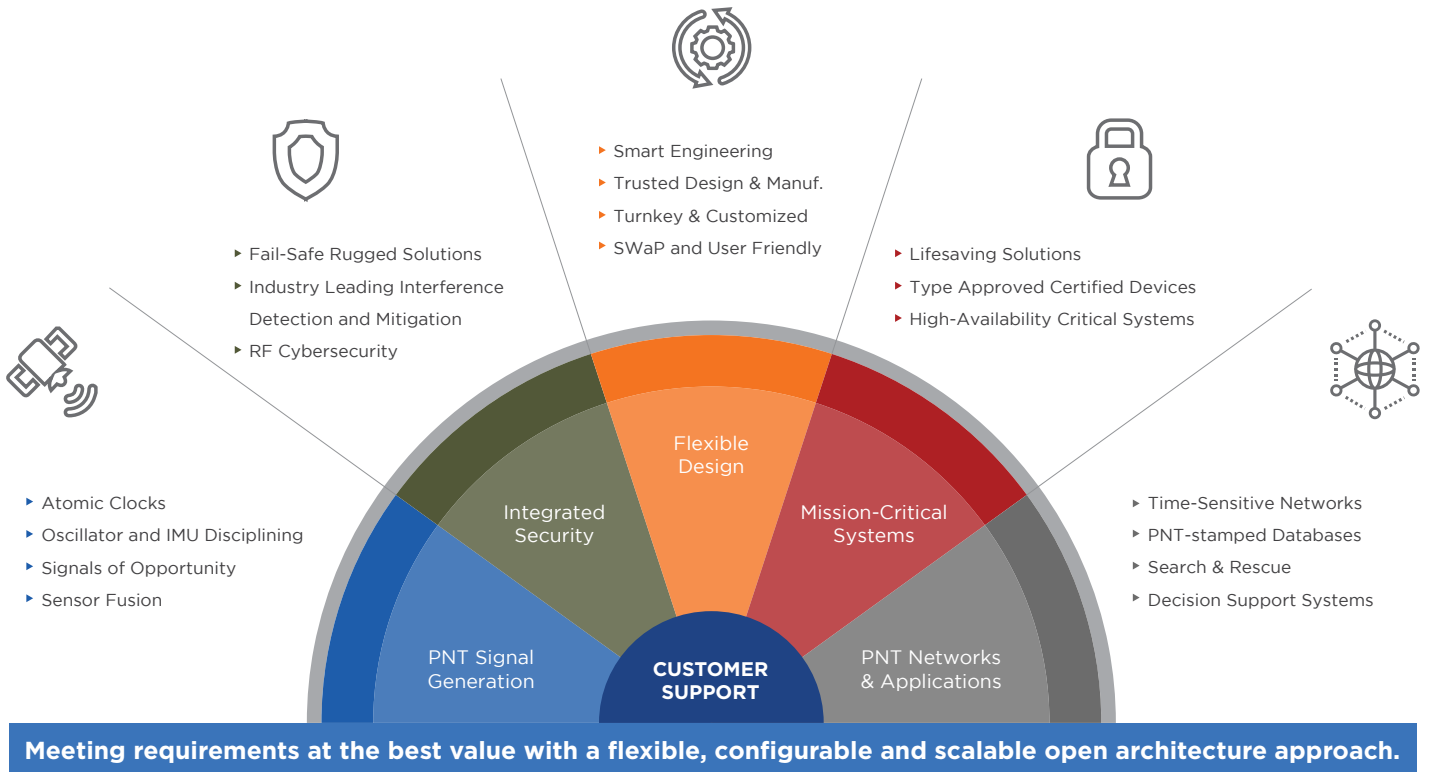 Smart Engineering
Trusted Design & Manuf.
Turnkey & Customized
SWaP and User Friendly
Fail-Safe Rugged Solutions
Industry Leading Interference
Detection and Mitigation
RF Cybersecurity
Lifesaving Solutions
Type Approved Certified Devices
High-Availability Critical Systems
Atomic Clocks
Oscillator and IMU Disciplining
Signals of Opportunity
Sensor Fusion
Time-Sensitive Networks
PNT-stamped Databases
Search & Rescue
Decision Support Systems
Flexible
Design
Integrated
Security
Mission-Critical
Systems
PNT Signal
Generation
CUSTOMER
SUPPORT
PNT Networks
& Applications
Meeting requirements at the best value with a flexible, configurable and scalable open architecture approach.